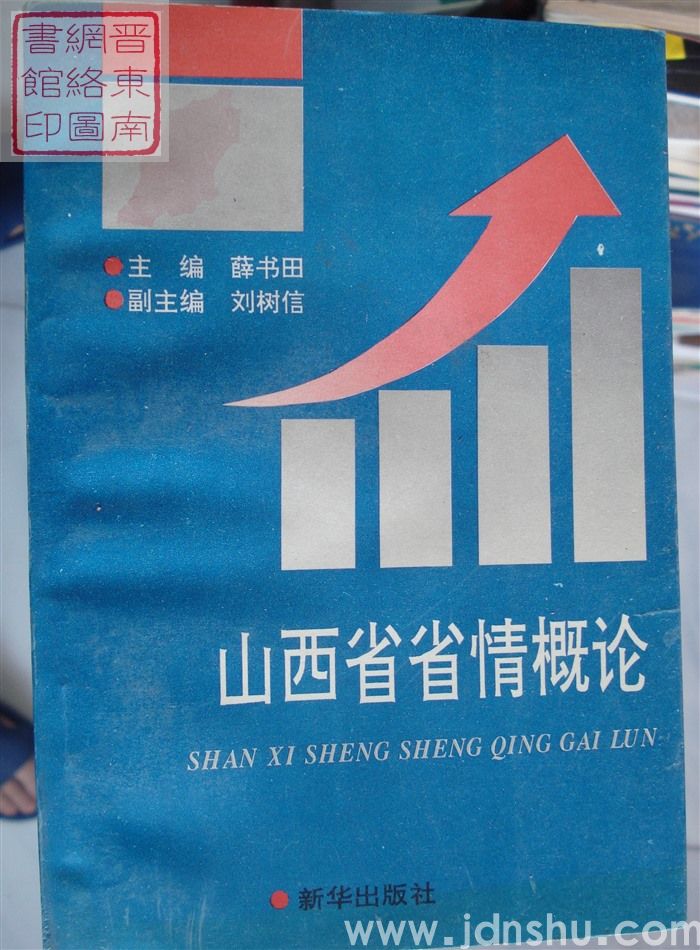 晋東南
網絡圖
書館印
主 编 薛书田
副主编 刘树信
山西省省情概论
SHAN XI SHENG SHENG QING GAI LUN
新华出版社
www.jdnshu.com